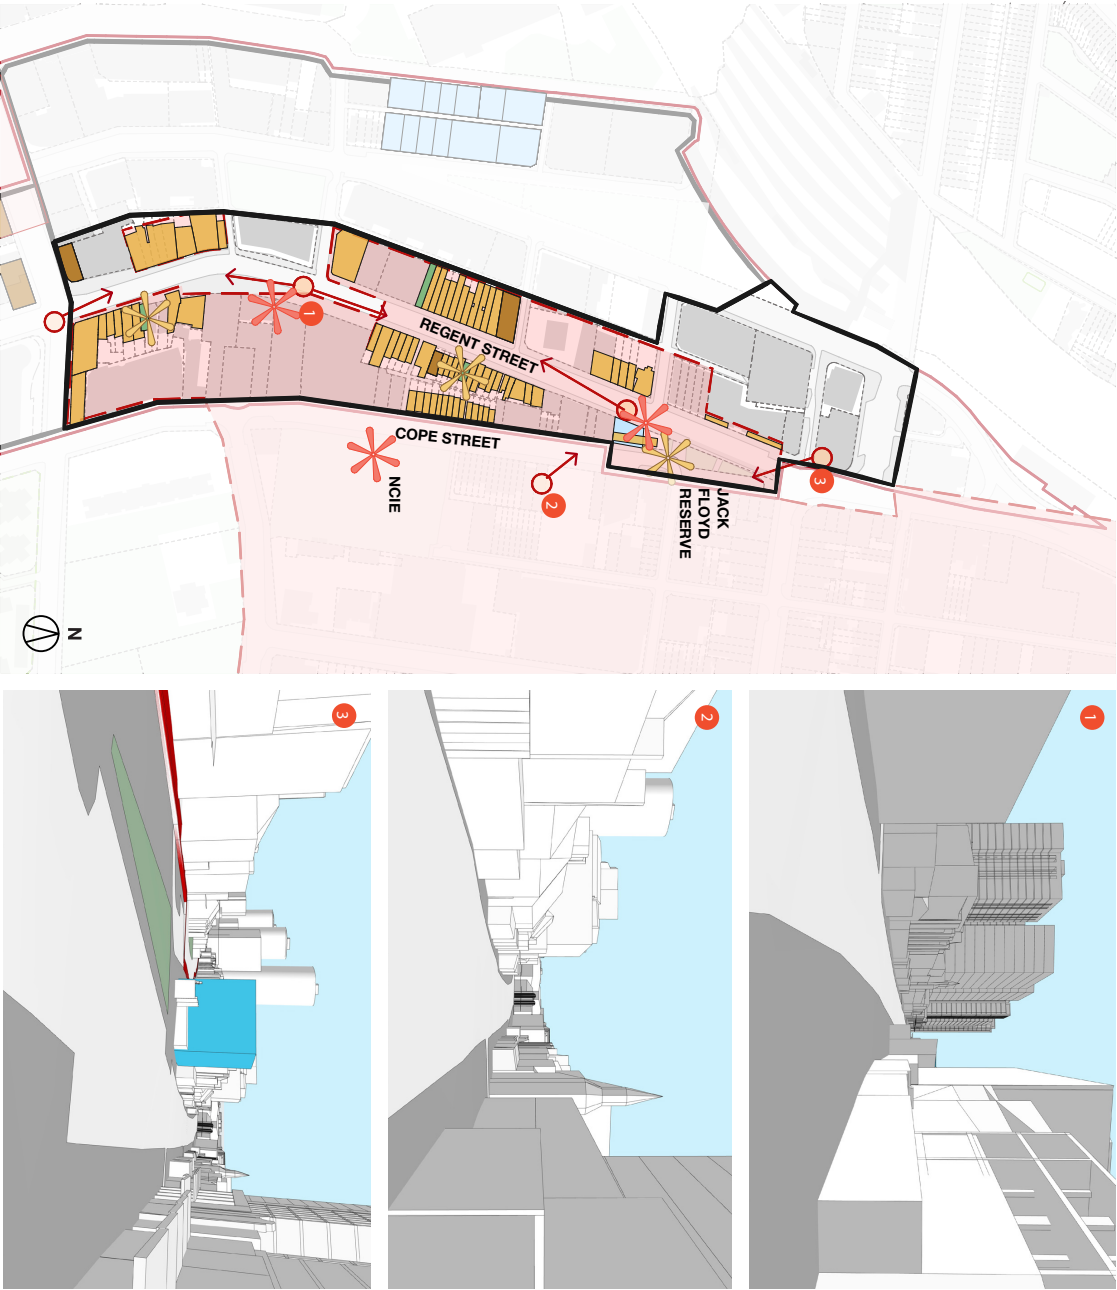 1
REGENT STREET
COPE STREET
NCIE
2
3
JACK
FLOYD
RESERVE
N
3
2
1